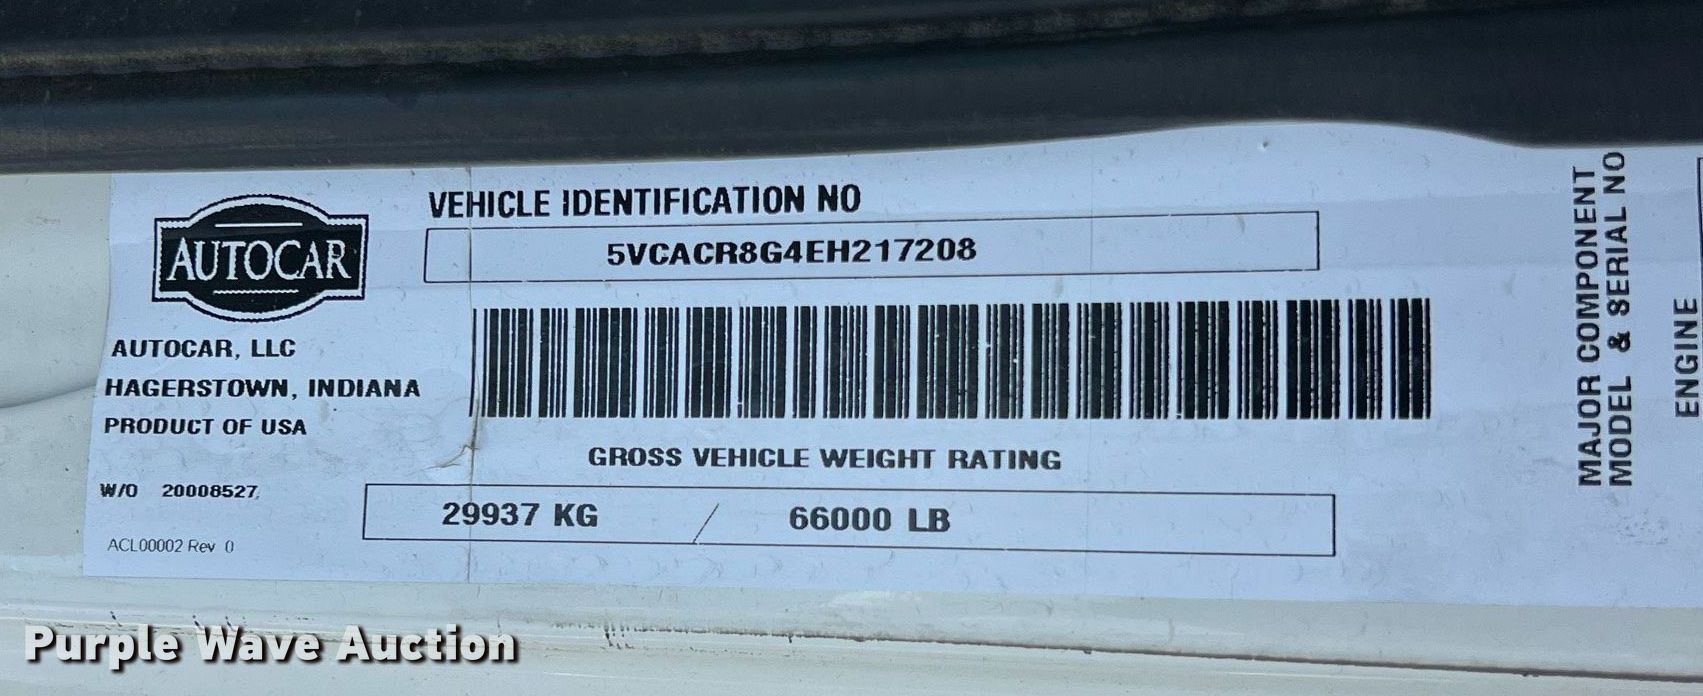 AUTOCAR
VEHICLE IDENTIFICATION NO
5VCACR8G4EH217208
AUTOCAR, LLC
HAGERSTOWN, INDIANA
PRODUCT OF USA
GROSS VEHICLE WEIGHT RATING
29937 KG / 66000 LB
W/O 20008527
ACL00002 Rev 0
MAJOR COMPONENT
MODEL & SERIAL NO
ENGINE
Purple Wave Auction